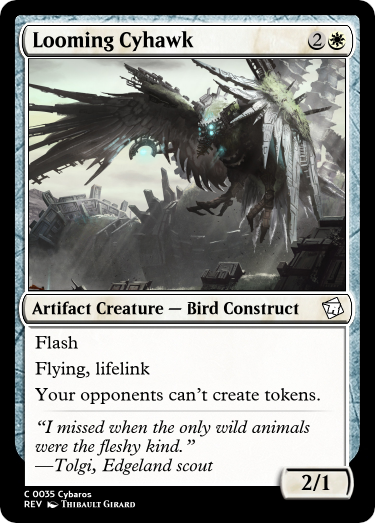 Looming Cyhawk 2
Artifact Creature — Bird Construct
Flash
Flying, lifelink
Your opponents can’t create tokens.
“I missed when the only wild animals
were the fleshy kind.”
—Tolgi, Edgeland scout
2/1
C 0035 Cybaros
REV Thibault Girard